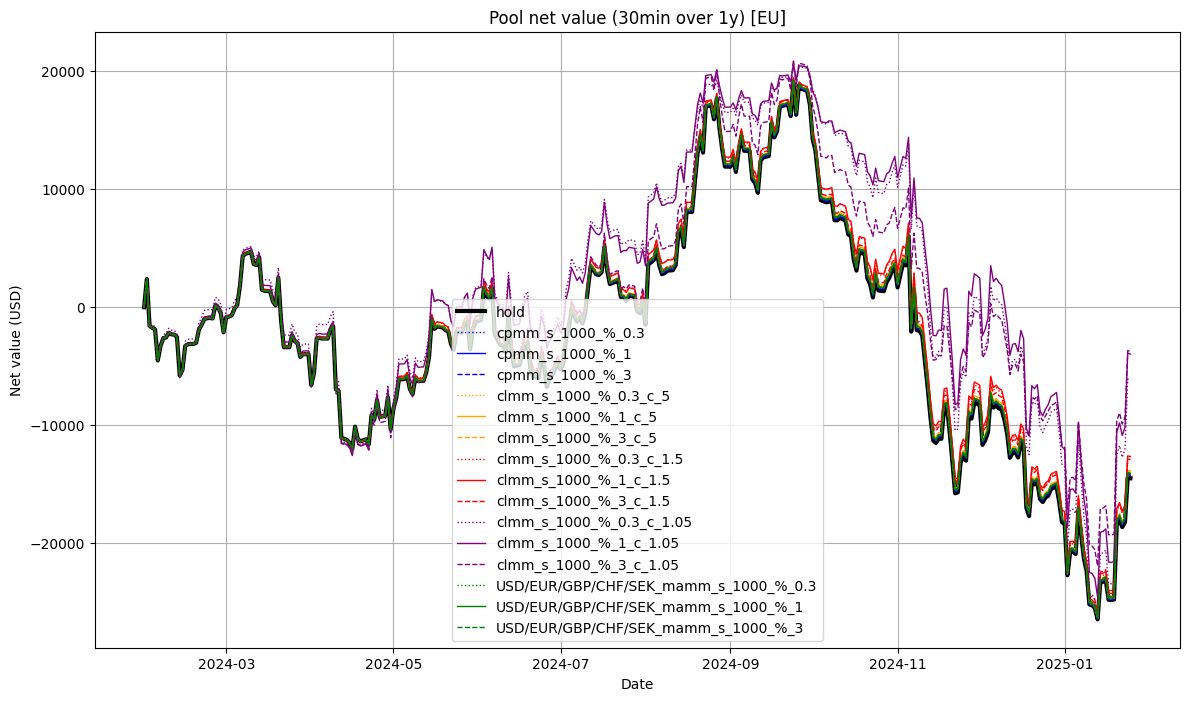 Pool net value (30min over 1y) [EU]
Net value (USD)
20000
10000
0
−10000
−20000
hold
cpmm_s_1000_%_0.3
cpmm_s_1000_%_1
cpmm_s_1000_%_3
clmm_s_1000_%_0.3_c_5
clmm_s_1000_%_1_c_5
clmm_s_1000_%_3_c_5
clmm_s_1000_%_0.3_c_1.5
clmm_s_1000_%_1_c_1.5
clmm_s_1000_%_3_c_1.5
clmm_s_1000_%_0.3_c_1.05
clmm_s_1000_%_1_c_1.05
clmm_s_1000_%_3_c_1.05
USD/EUR/GBP/CHF/SEK_mamm_s_1000_%_0.3
USD/EUR/GBP/CHF/SEK_mamm_s_1000_%_1
USD/EUR/GBP/CHF/SEK_mamm_s_1000_%_3
2024-03 2024-05 2024-07 2024-09 2024-11 2025-01
Date